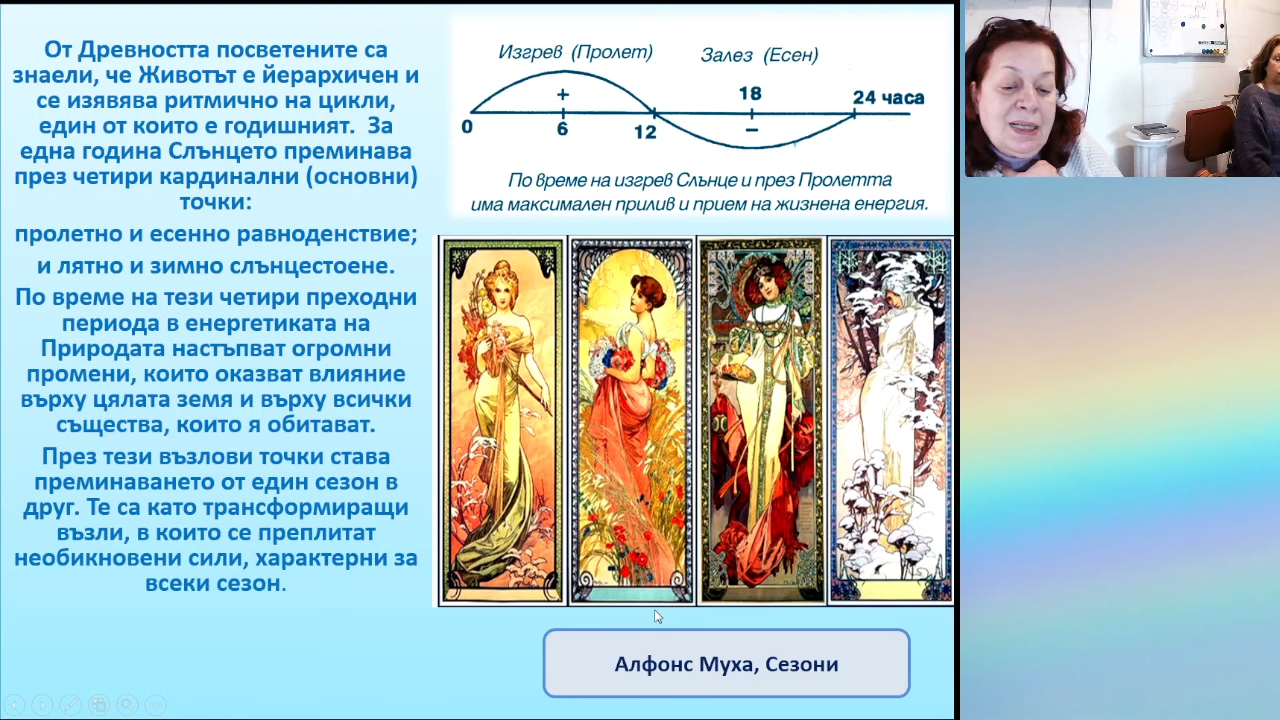 От Древността посветените са
знаели, че Животът е йерархичен и
се изявява ритмично на цикли,
един от които е годишният. За
една година Слънцето преминава
през четири кардинални (основни)
точки:
пролетно и есенно равноденствие;
и лятно и зимно слънцестоене.
По време на тези четири преходни
периода в енергетиката на
Природата настъпват огромни
промени, които оказват влияние
върху цялата земя и върху всички
същества, които я обитават.
През тези възлови точки става
преминаването от един сезон в
друг. Те са като трансформиращи
възли, в които се преплитат
необикновени сили, характерни за
всеки сезон.
Изгрев (Пролет) Залез (Есен)
+ 18 24 часа
0 6 12 –
По време на изгрев Слънце и през Пролетта
има максимален прилив и прием на жизнена енергия.
Алфонс Муха, Сезони